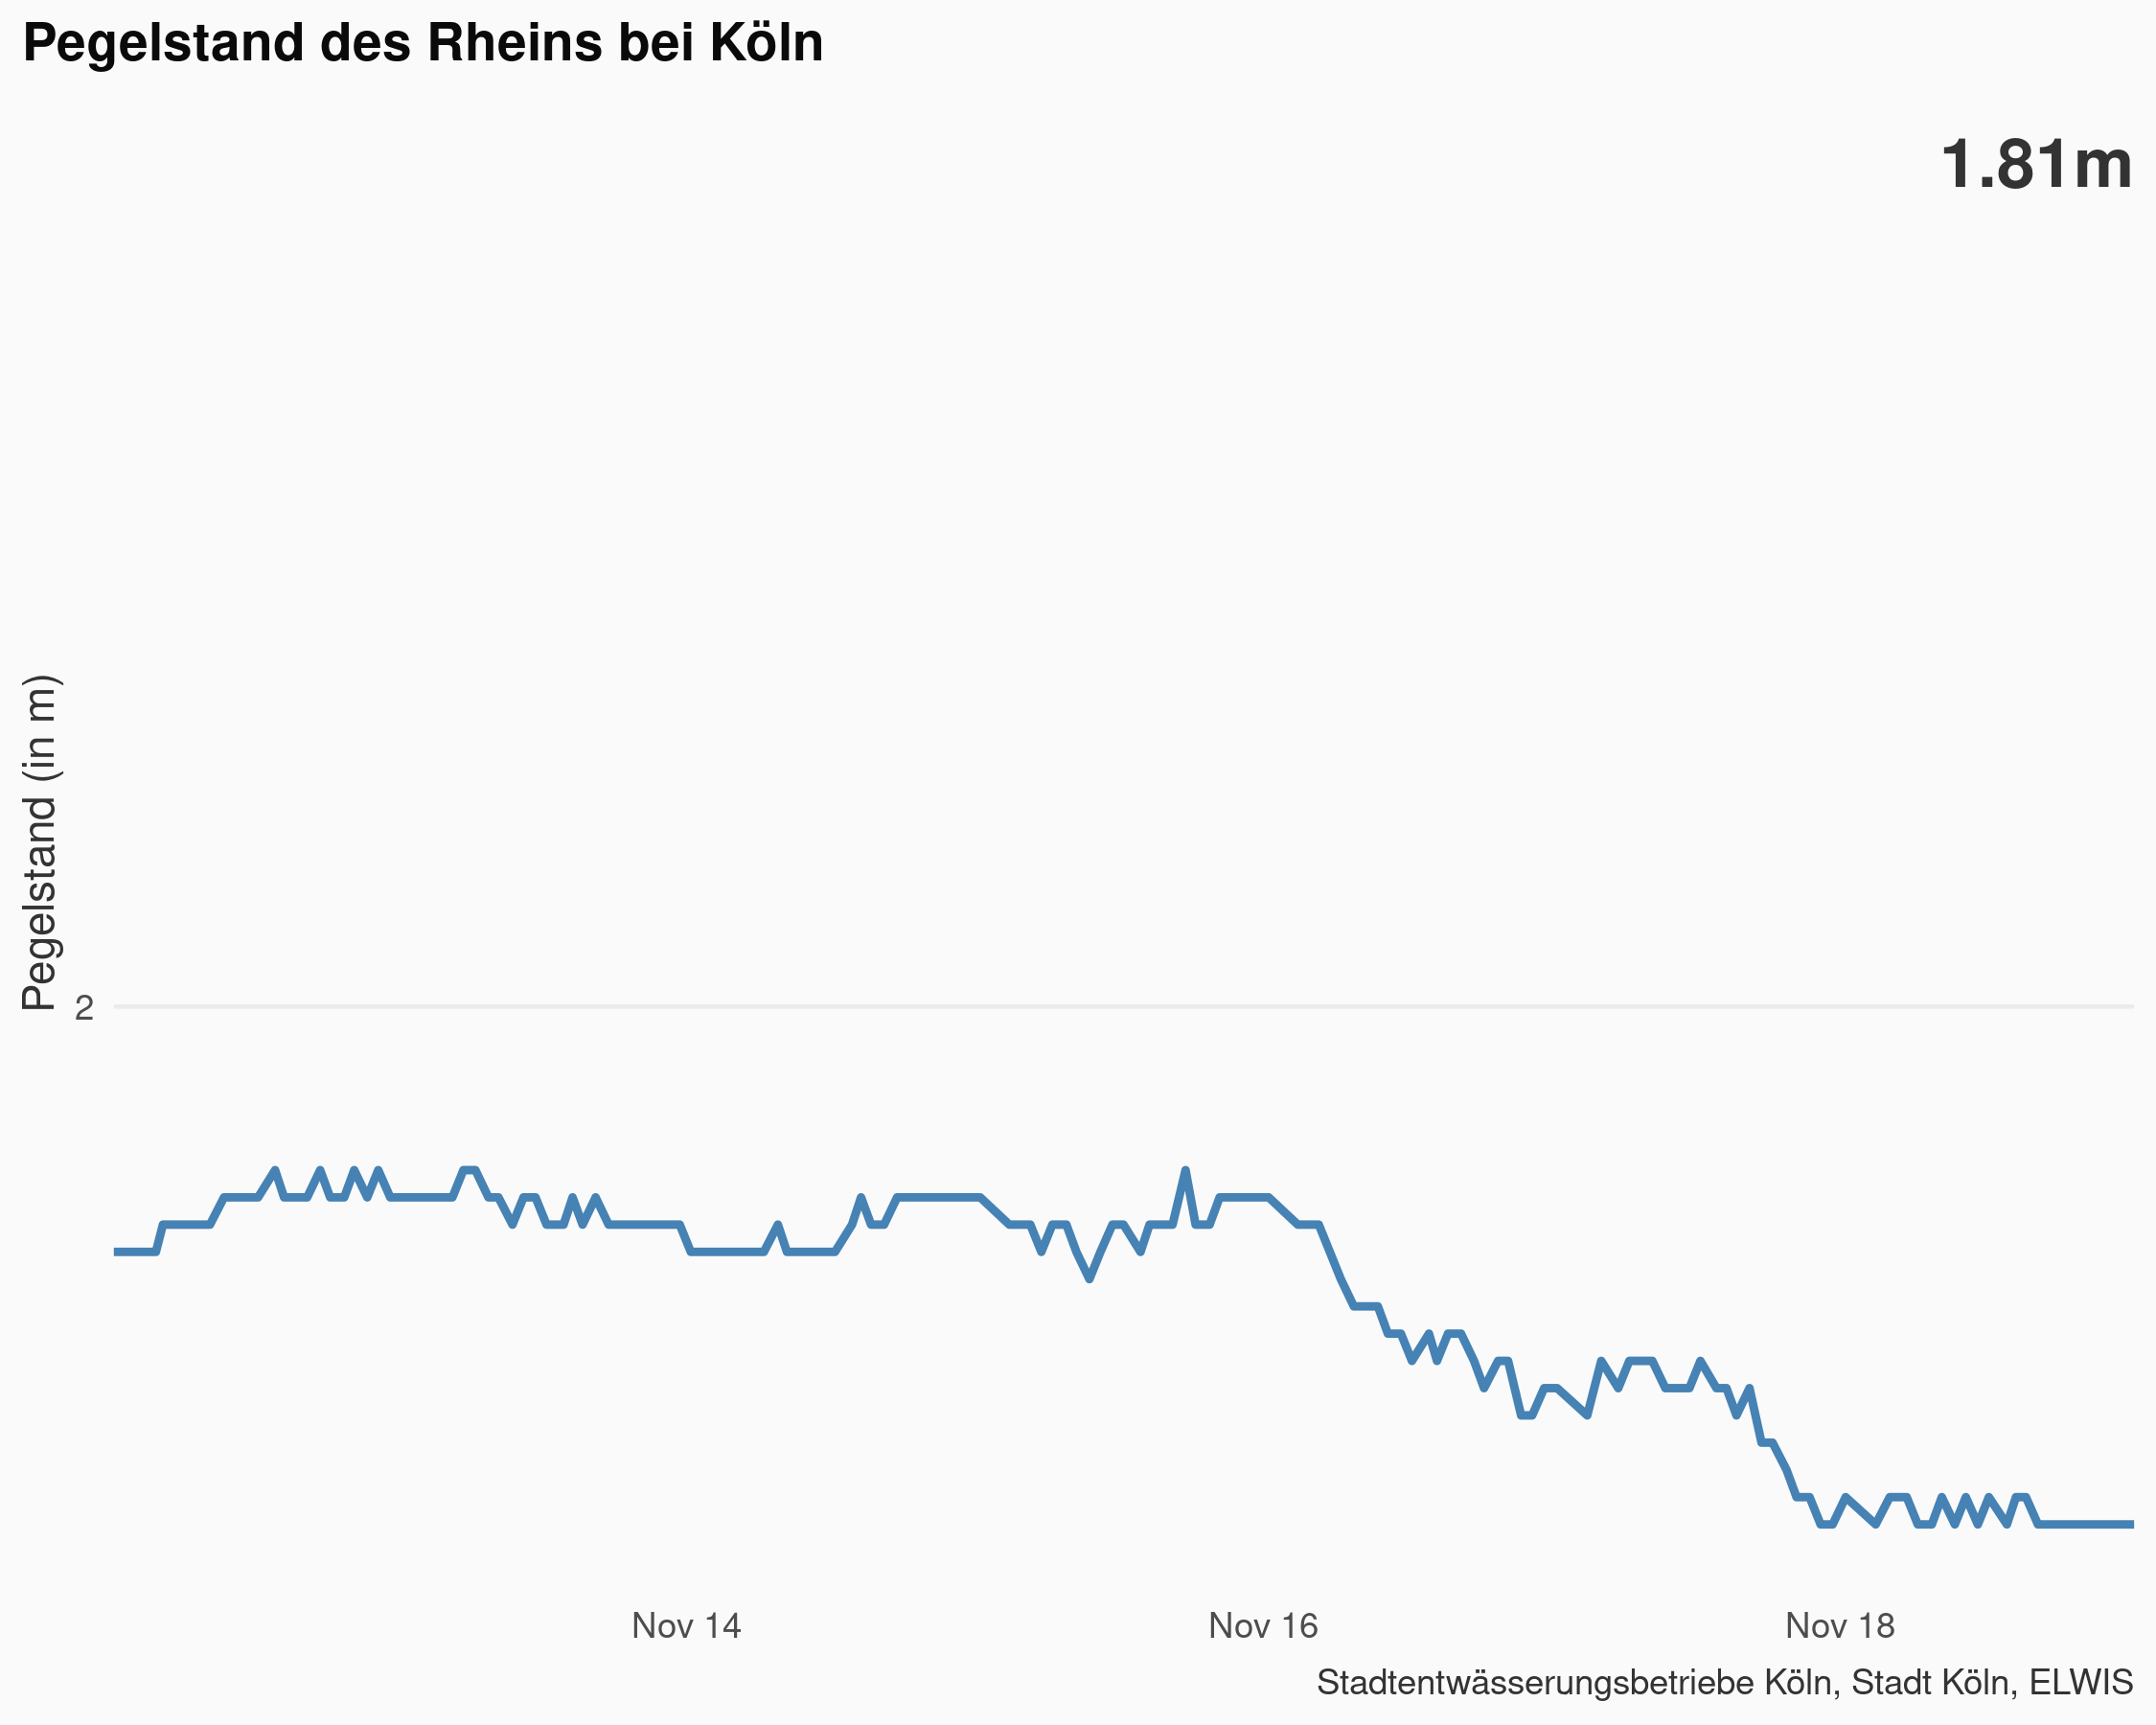 Pegelstand des Rheins bei Köln
1.81m
Pegelstand (in m)
2
Nov 14
Nov 16
Nov 18
Stadtentwässerungsbetriebe Köln, Stadt Köln, ELWIS